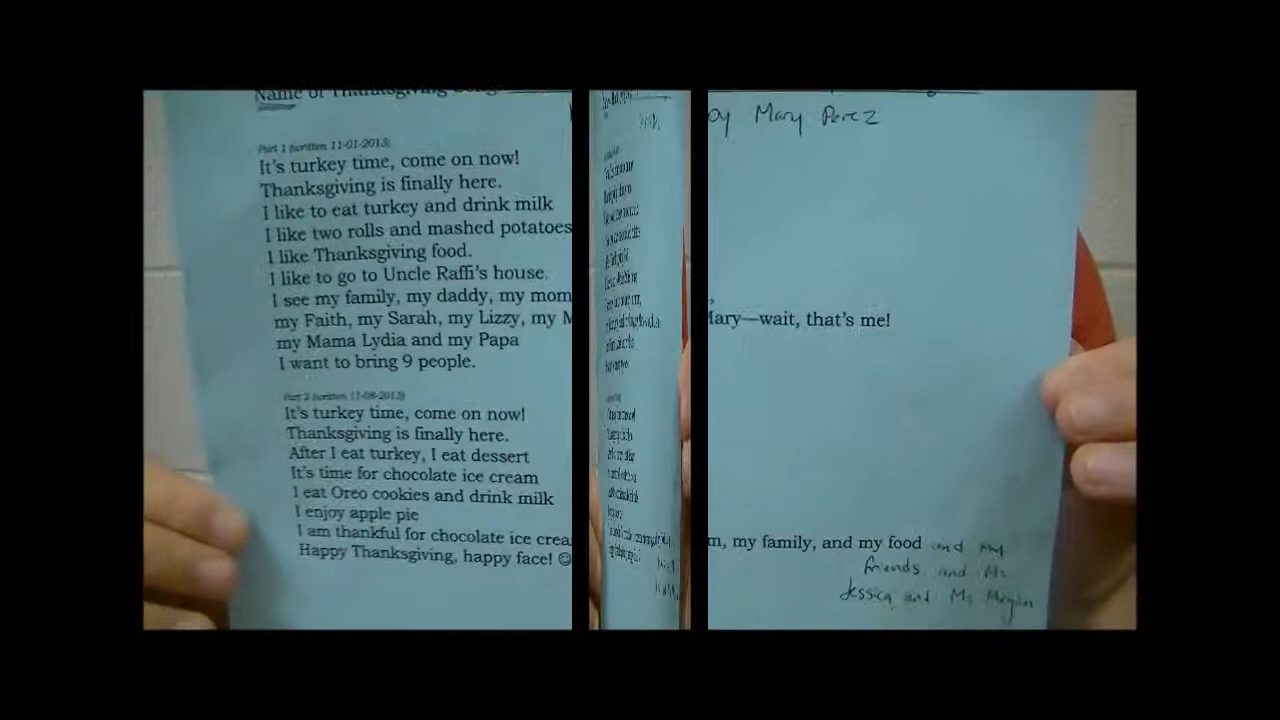 Name of Thanksgiving Song:
by Mary Perez
Part 1 (written 11-01-2013)
It's turkey time, come on now!
Thanksgiving is finally here.
I like to eat turkey and drink milk
I like two rolls and mashed potatoes
I like Thanksgiving food.
I like to go to Uncle Raffi's house.
I see my family, my daddy, my mom
my Faith, my Sarah, my Lizzy, my Mary—wait, that's me!
my Mama Lydia and my Papa
I want to bring 9 people.
Part 2 (written 11-08-2013)
It's turkey time, come on now!
Thanksgiving is finally here.
After I eat turkey, I eat dessert
It's time for chocolate ice cream
I eat Oreo cookies and drink milk
I enjoy apple pie
I am thankful for chocolate ice cream, my family, and my food and my
friends and Ms
Jessica and Ms Megan
Happy Thanksgiving, happy face! ☺